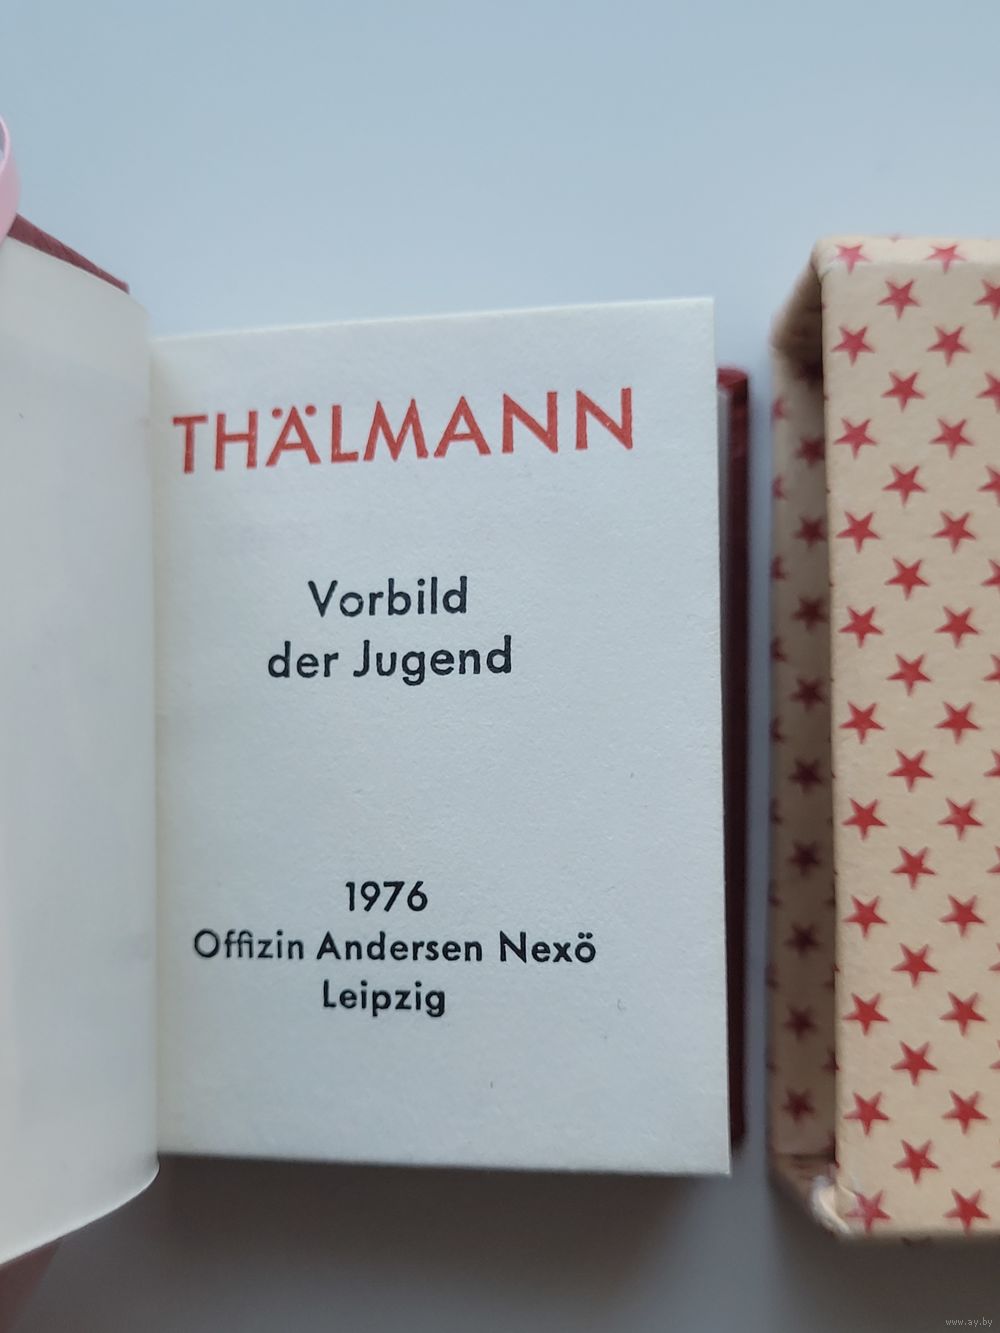 THÄLMANN
Vorbild
der Jugend
1976
Offizin Andersen Nexö
Leipzig
www.ay.by